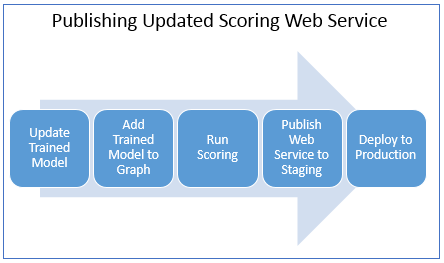 Publishing Updated Scoring Web Service
Update
Trained
Model
Add
Trained
Model to
Graph
Run
Scoring
Publish
Web
Service to
Staging
Deploy to
Production